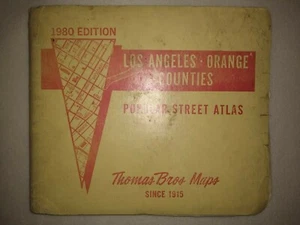 1980 EDITION
LOS ANGELES · ORANGE
COUNTIES
POPULAR STREET ATLAS
Thomas Bros. Maps
SINCE 1915